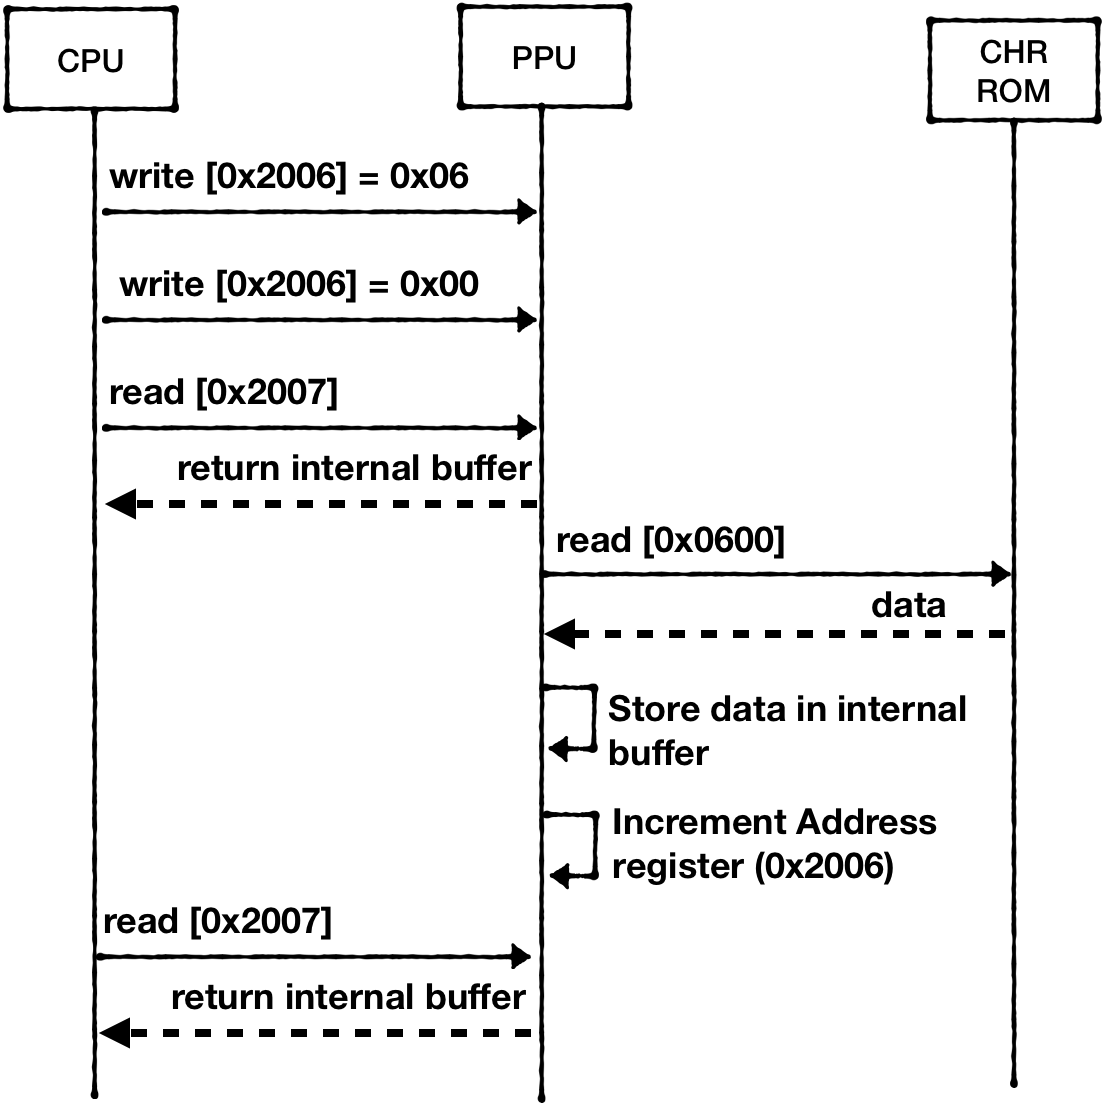 CPU
PPU
CHR
ROM
write [0x2006] = 0x06
write [0x2006] = 0x00
read [0x2007]
return internal buffer
read [0x0600]
data
Store data in internal
buffer
Increment Address
register (0x2006)
read [0x2007]
return internal buffer